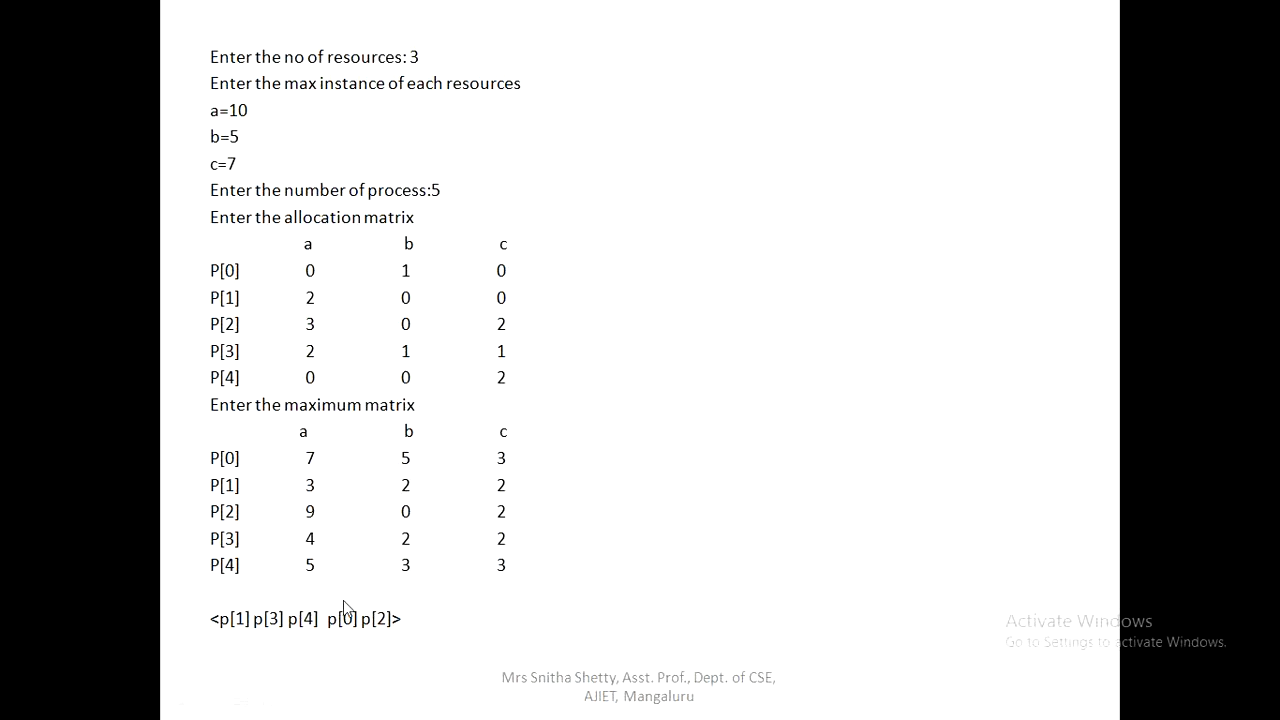 Enter the no of resources: 3
Enter the max instance of each resources
a=10
b=5
c=7
Enter the number of process:5
Enter the allocation matrix
a b c
P[0] 0 1 0
P[1] 2 0 0
P[2] 3 0 2
P[3] 2 1 1
P[4] 0 0 2
Enter the maximum matrix
a b c
P[0] 7 5 3
P[1] 3 2 2
P[2] 9 0 2
P[3] 4 2 2
P[4] 5 3 3
<p[1] p[3] p[4] p[0] p[2]>
Activate Windows
Go to Settings to activate Windows.
Mrs Snitha Shetty, Asst. Prof., Dept. of CSE,
AJIET, Mangaluru